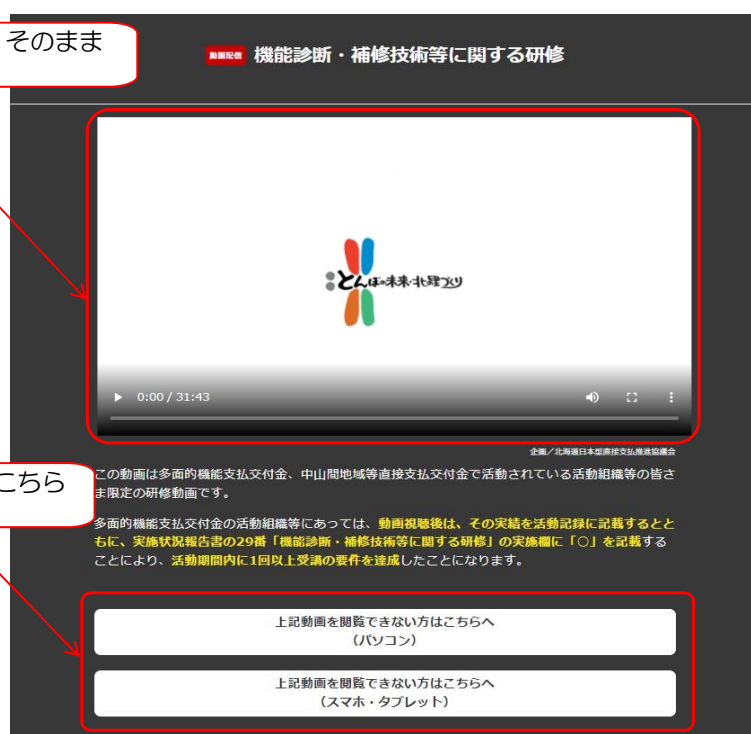 そのまま
動画配信 機能診断・補修技術等に関する研修
とんぼの未来・北の里づくり
0:00 / 31:43
企画/北海道日本型直接支払推進協議会
この動画は多面的機能支払交付金、中山間地域等直接支払交付金で活動されている活動組織等の皆さ
ま限定の研修動画です。
こちら
多面的機能支払交付金の活動組織等にあっては、動画視聴後は、その実績を活動記録に記載するとと
もに、実施状況報告書の29番「機能診断・補修技術等に関する研修」の実施欄に「○」を記載する
ことにより、活動期間内に1回以上受講の要件を達成したことになります。
上記動画を閲覧できない方はこちらへ
(パソコン)
上記動画を閲覧できない方はこちらへ
(スマホ・タブレット)